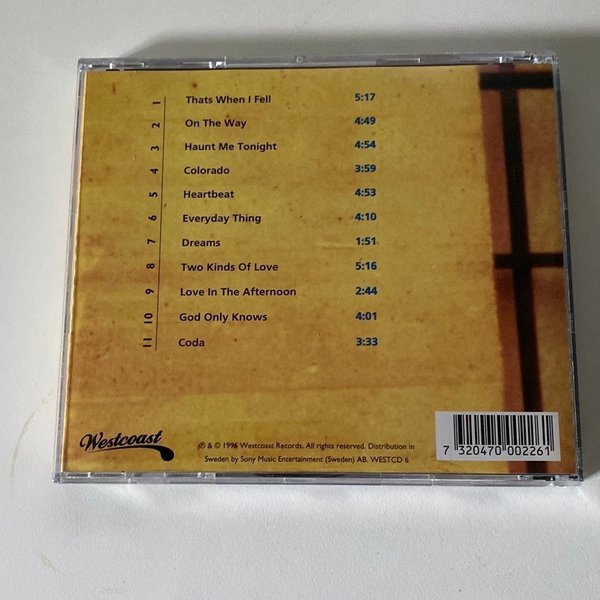 1 Thats When I Fell 5:17
2 On The Way 4:49
3 Haunt Me Tonight 4:54
4 Colorado 3:59
5 Heartbeat 4:53
6 Everyday Thing 4:10
7 Dreams 1:51
8 Two Kinds Of Love 5:16
9 Love In The Afternoon 2:44
10 God Only Knows 4:01
11 Coda 3:33
Westcoast
℗ & © 1996 Westcoast Records. All rights reserved. Distribution in
Sweden by Sony Music Entertainment (Sweden) AB. WESTCD 6
7 320470 002261